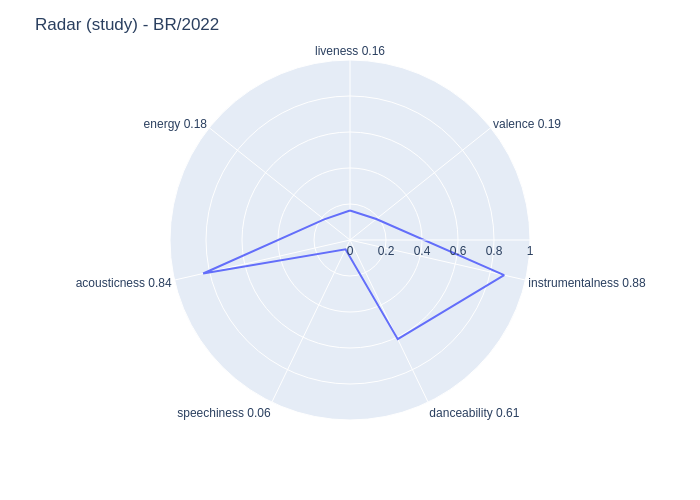 Radar (study) - BR/2022
liveness 0.16
energy 0.18
valence 0.19
0 0.2 0.4 0.6 0.8 1
acousticness 0.84
instrumentalness 0.88
speechiness 0.06
danceability 0.61